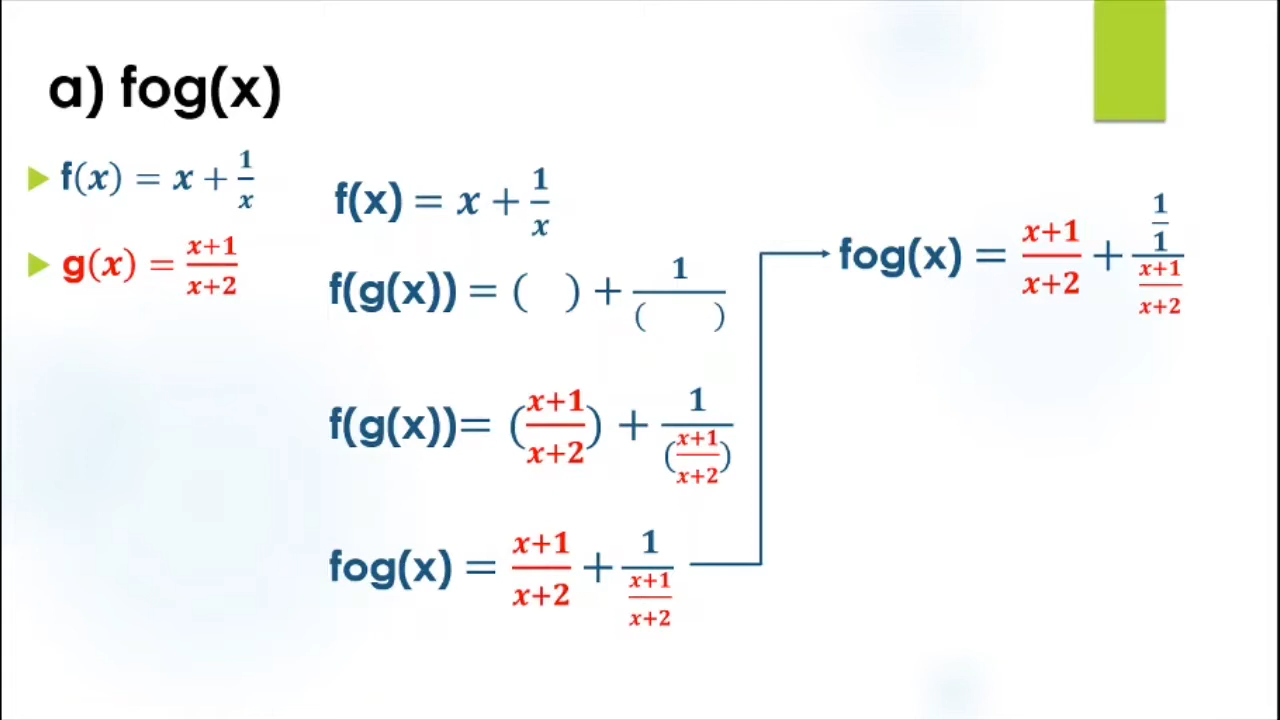 a) fog(x)
f(x) = x + 1/x
g(x) = x+1/x+2
f(x) = x + 1/x
f(g(x)) = (   ) + 1/(   )
f(g(x))= (x+1/x+2) + 1/(x+1/x+2)
fog(x) = x+1/x+2 + 1/x+1/x+2
fog(x) = x+1/x+2 + 1/1/x+1/x+2